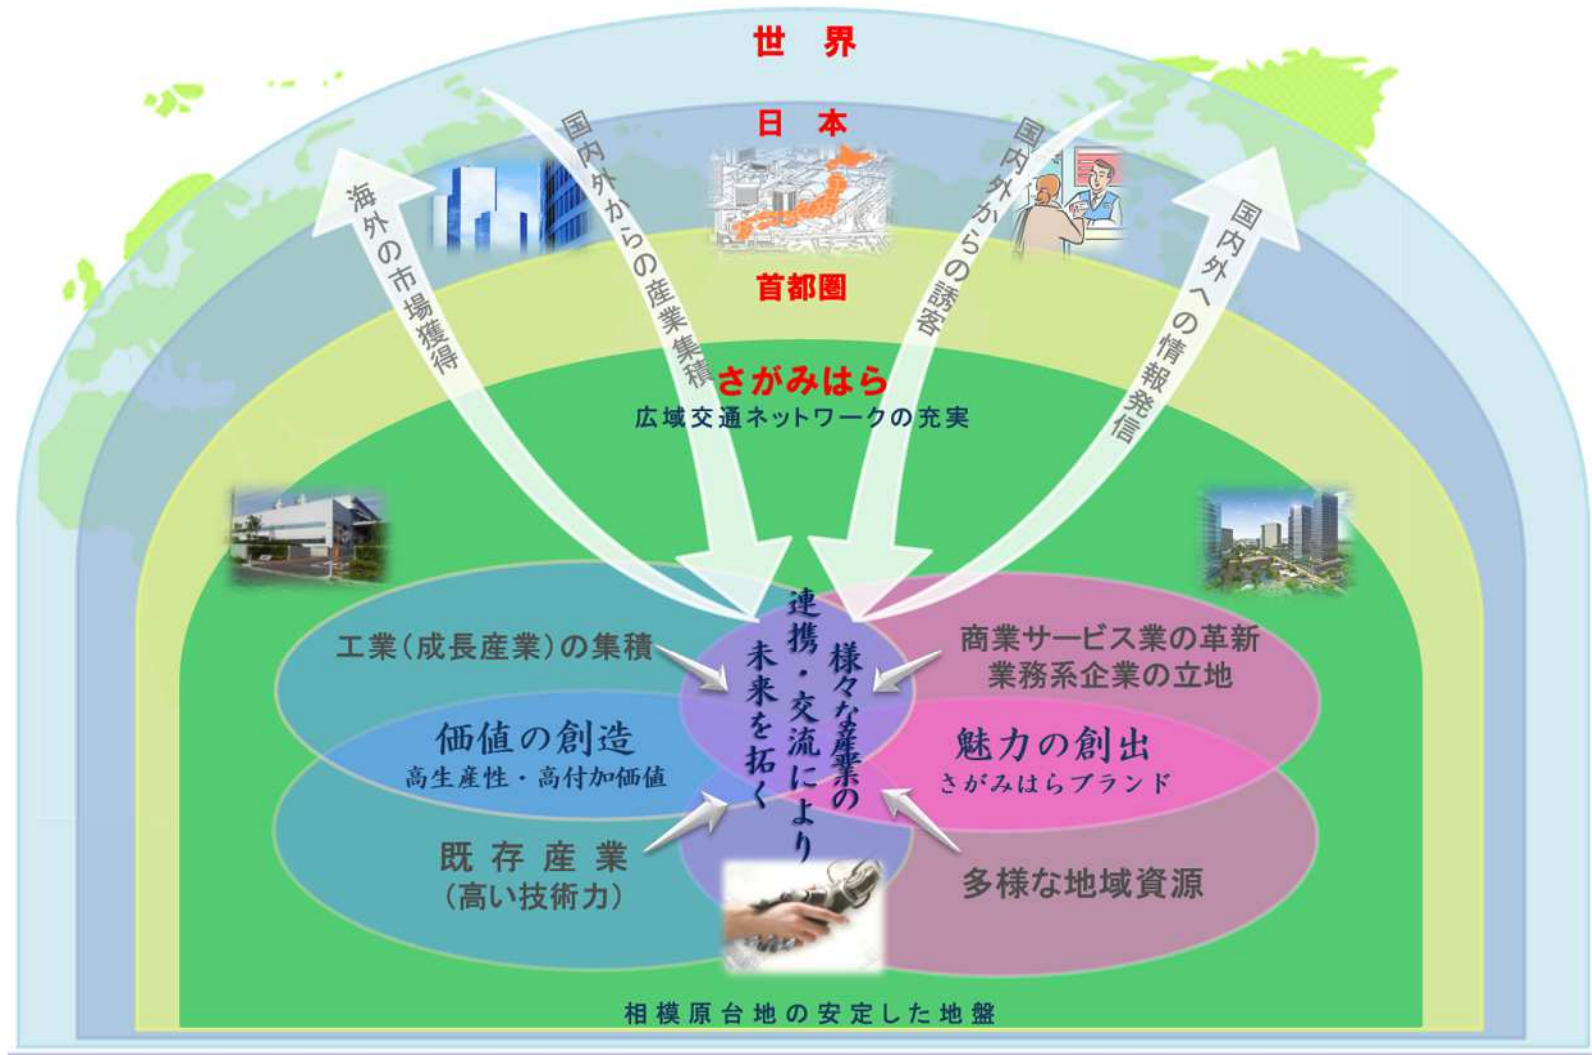 世 界
日 本
首都圏
さがみはら
広域交通ネットワークの充実
海外の市場獲得
国内外からの産業集積
国内外からの誘客
国内外への情報発信
工業(成長産業)の集積
価値の創造
高生産性・高付加価値
既存産業
(高い技術力)
様々な産業の
連携・交流により
未来を拓く
商業サービス業の革新
業務系企業の立地
魅力の創出
さがみはらブランド
多様な地域資源
相模原台地の安定した地盤